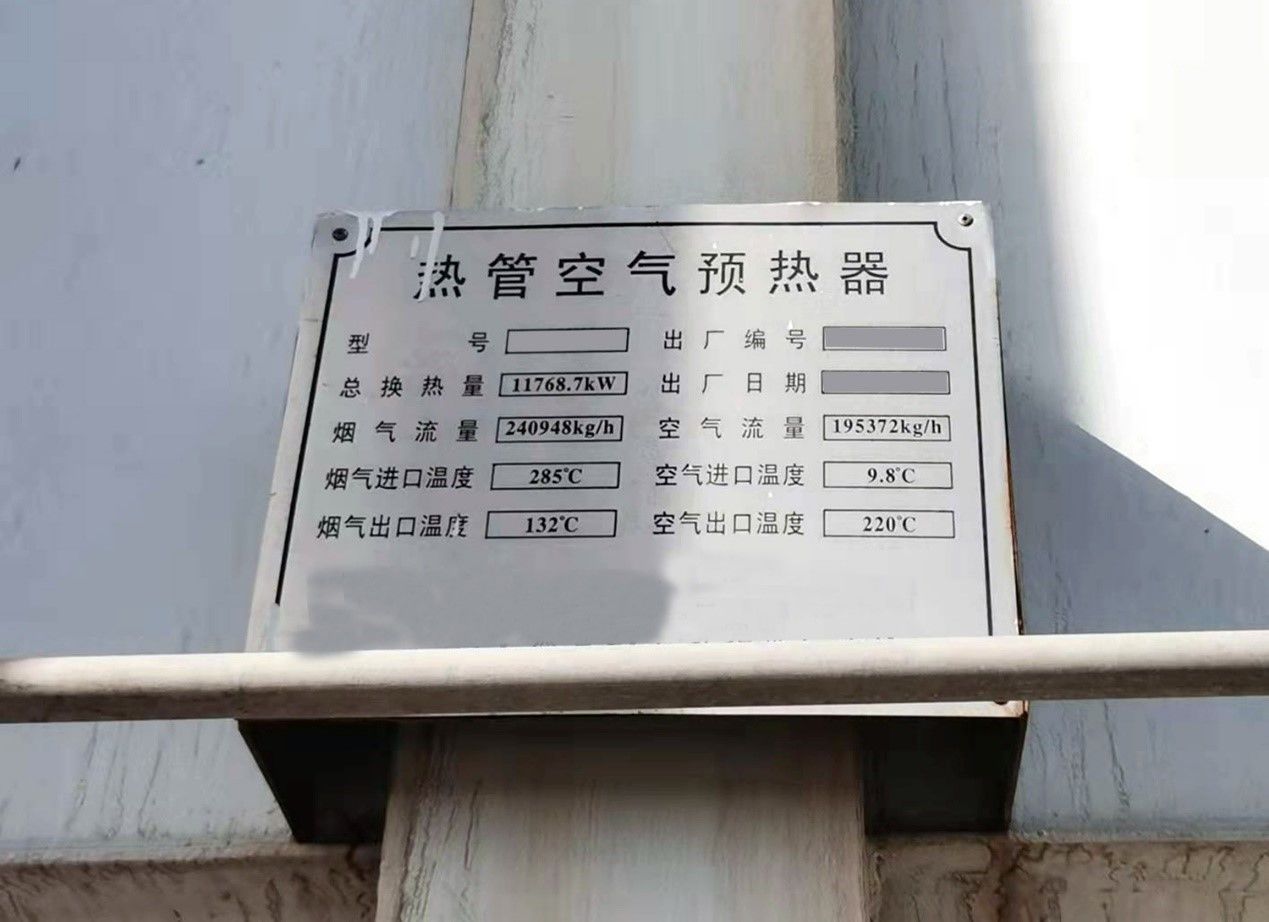 热管空气预热器
型号 出厂编号
总换热量 11768.7kW 出厂日期
烟气流量 240948kg/h 空气流量 195372kg/h
烟气进口温度 285℃ 空气进口温度 9.8℃
烟气出口温度 132℃ 空气出口温度 220℃